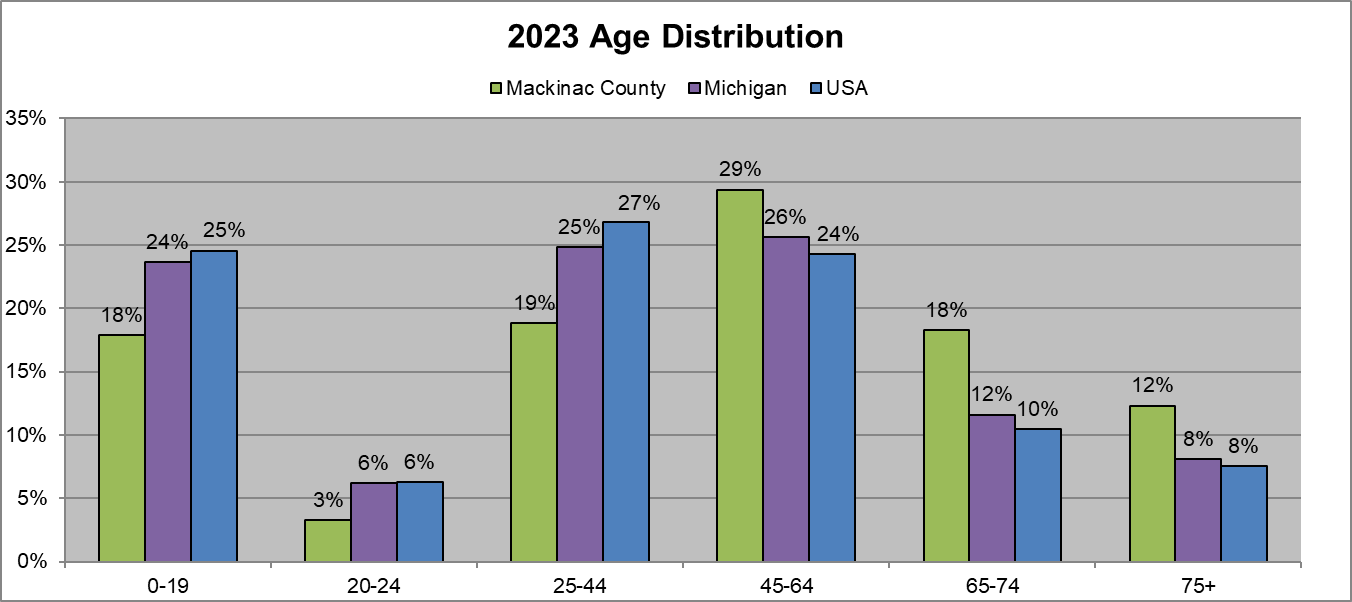 2023 Age Distribution
Mackinac County Michigan USA
35%
30%
25%
20%
15%
10%
5%
0%
18% 24% 25%
3% 6% 6%
19% 25% 27%
29% 26% 24%
18% 12% 10%
12% 8% 8%
0-19 20-24 25-44 45-64 65-74 75+